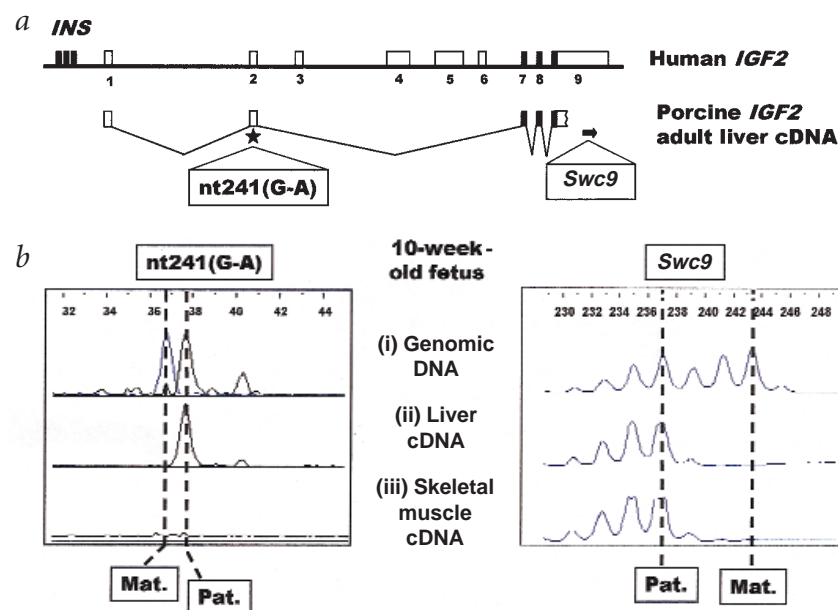 a
INS
Human IGF2
1 2 3 4 5 6 7 8 9
Porcine IGF2
adult liver cDNA
nt241(G-A)
Swc9
b
nt241(G-A)
10-week-
old fetus
Swc9
32 34 36 38 40 42 44
230 232 234 236 238 240 242 244 246 248
(i) Genomic
DNA
(ii) Liver
cDNA
(iii) Skeletal
muscle
cDNA
Mat.
Pat.
Pat.
Mat.